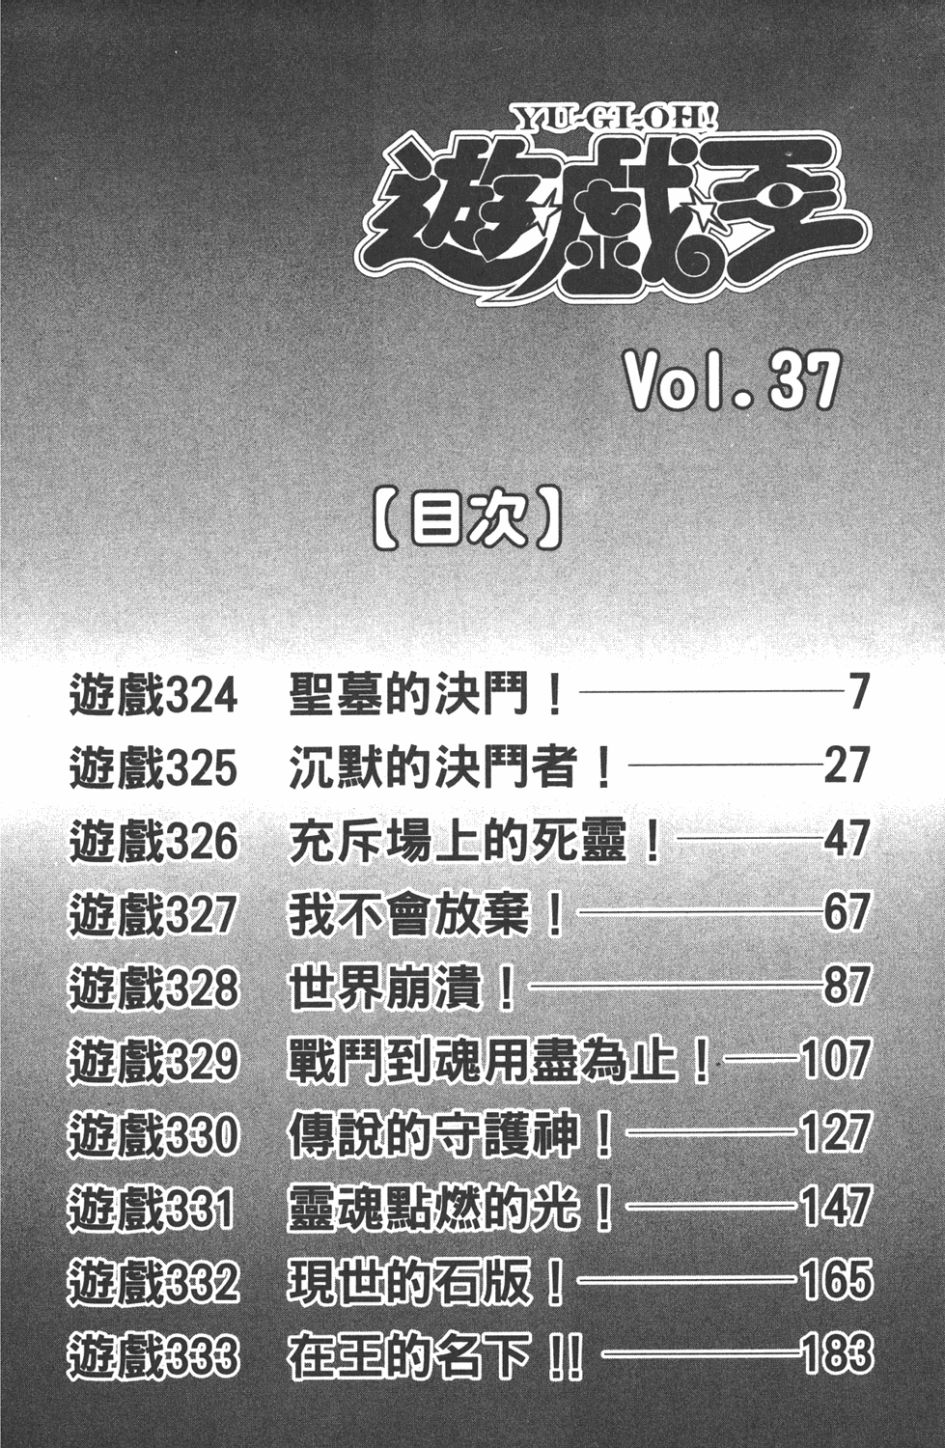 YU-GI-OH!
遊戲王
Vol.37
【目次】
遊戲324 聖墓的決鬥！ 7
遊戲325 沉默的決鬥者！ 27
遊戲326 充斥場上的死靈！ 47
遊戲327 我不會放棄！ 67
遊戲328 世界崩潰！ 87
遊戲329 戰鬥到魂用盡為止！ 107
遊戲330 傳說的守護神！ 127
遊戲331 靈魂點燃的光！ 147
遊戲332 現世的石版！ 165
遊戲333 在王的名下!! 183